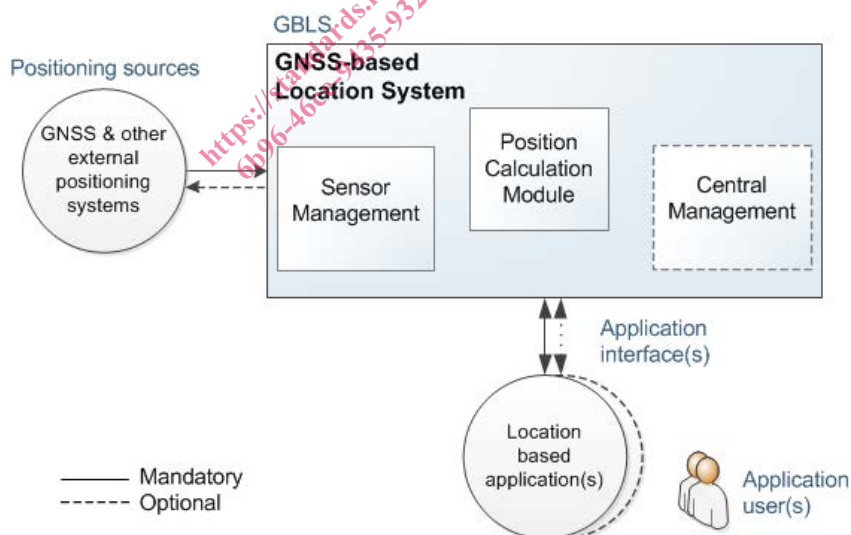 GBLS
Positioning sources
GNSS & other
external
positioning
systems
GNSS-based
Location System
Sensor
Management
Position
Calculation
Module
Central
Management
Application
interface(s)
Location
based
application(s)
Mandatory
Optional
Application
user(s)